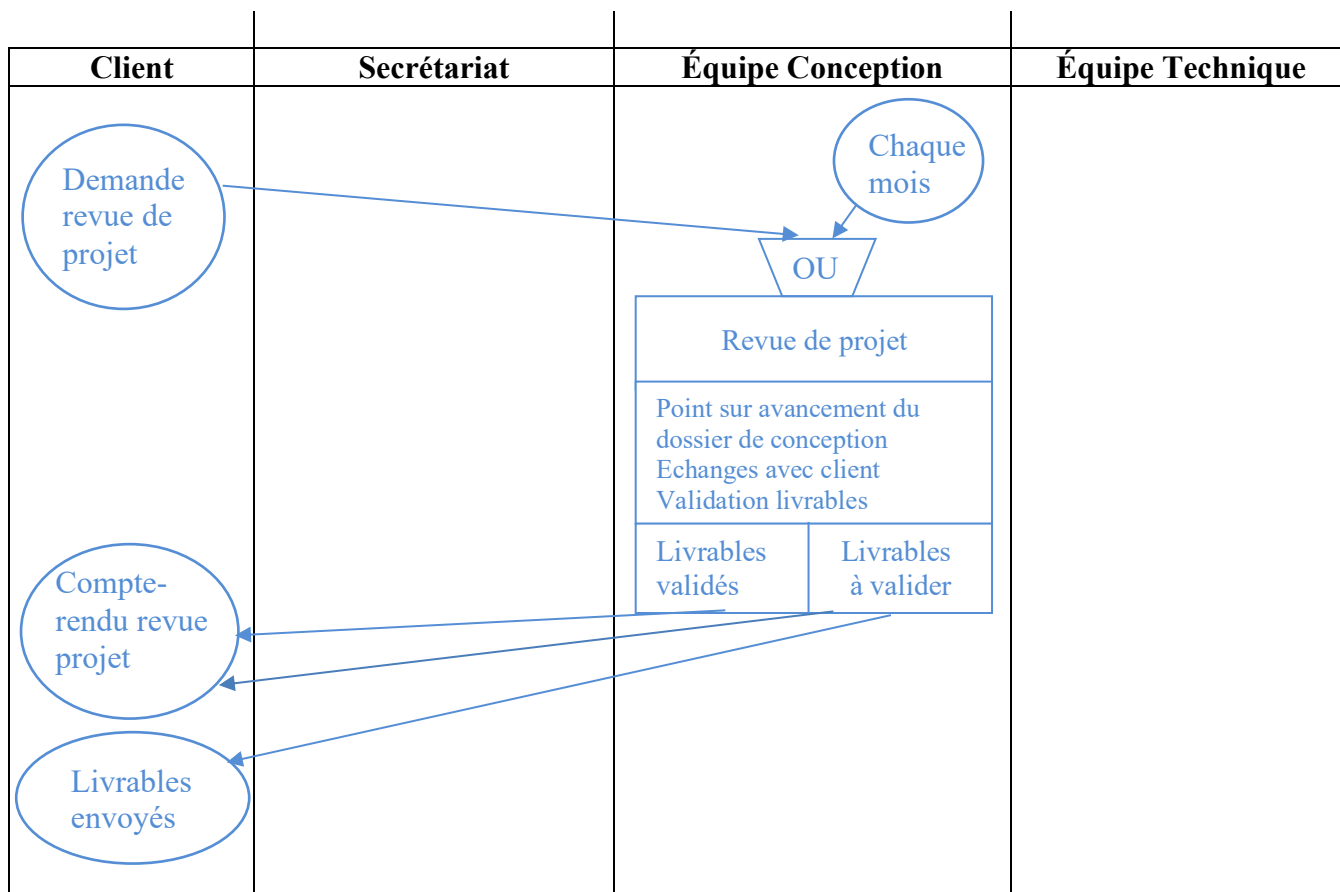 Client
Secrétariat
Équipe Conception
Équipe Technique
Demande
revue de
projet
Chaque
mois
OU
Revue de projet
Point sur avancement du
dossier de conception
Echanges avec client
Validation livrables
Livrables
validés
Livrables
à valider
Compte-
rendu revue
projet
Livrables
envoyés